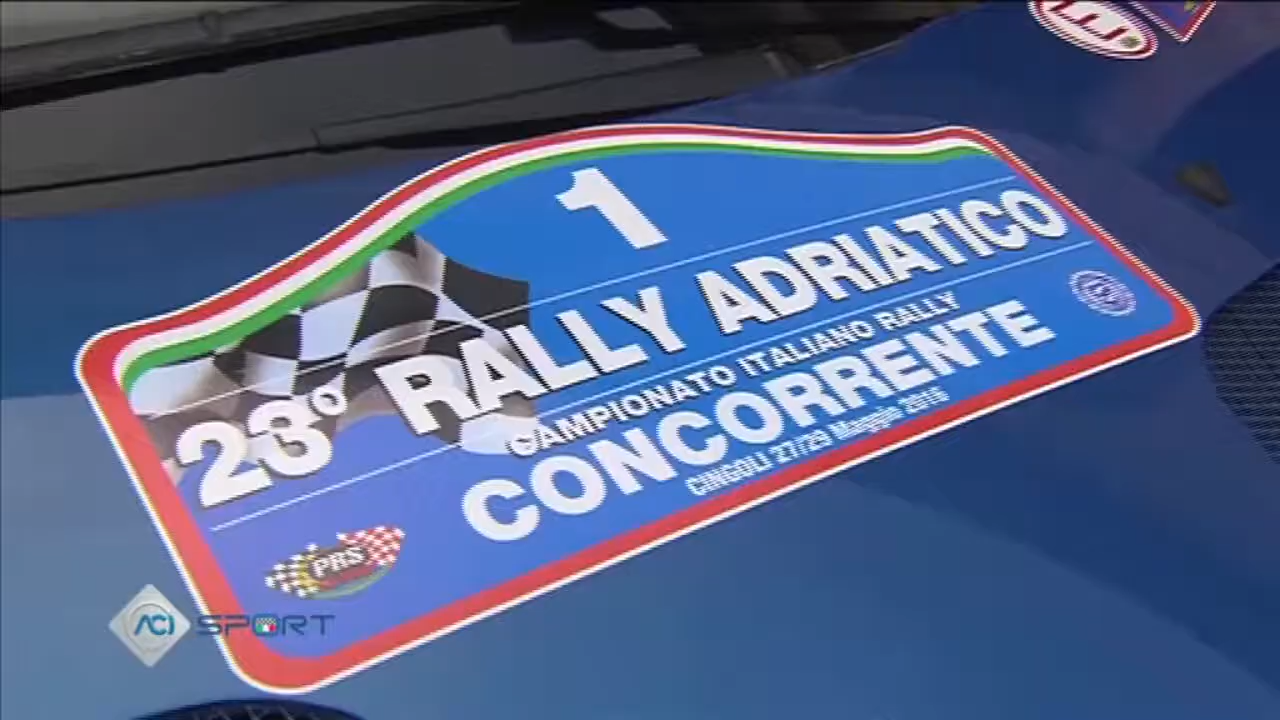 1
23° RALLY ADRIATICO
CAMPIONATO ITALIANO RALLY
CONCORRENTE
CINGOLI 27/29 Maggio 2016
PRS
ACI SPORT